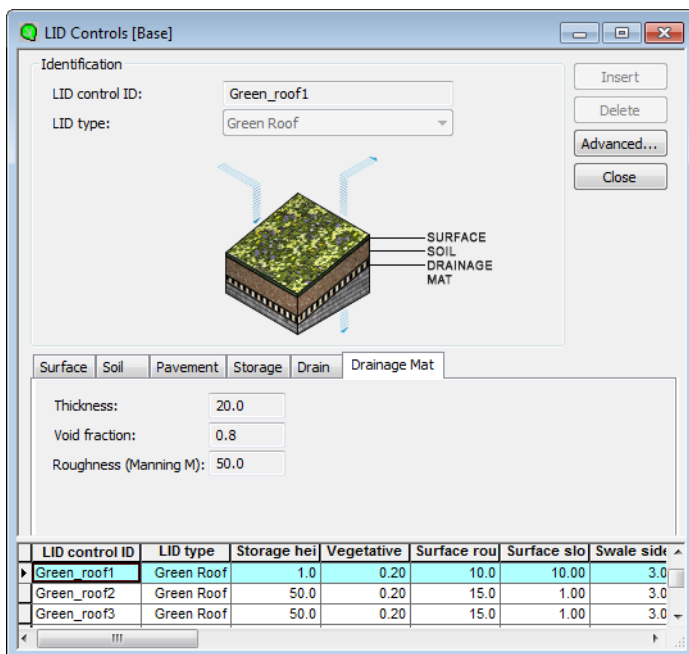 LID Controls [Base]
Identification
LID control ID: Green_roof1
LID type: Green Roof
Insert
Delete
Advanced...
Close
SURFACE
SOIL
DRAINAGE
MAT
Surface Soil Pavement Storage Drain Drainage Mat
Thickness: 20.0
Void fraction: 0.8
Roughness (Manning M): 50.0
LID control ID LID type Storage hei Vegetative Surface rou Surface slo Swale side
Green_roof1 Green Roof 1.0 0.20 10.0 10.00 3.0
Green_roof2 Green Roof 50.0 0.20 15.0 1.00 3.0
Green_roof3 Green Roof 50.0 0.20 15.0 1.00 3.0